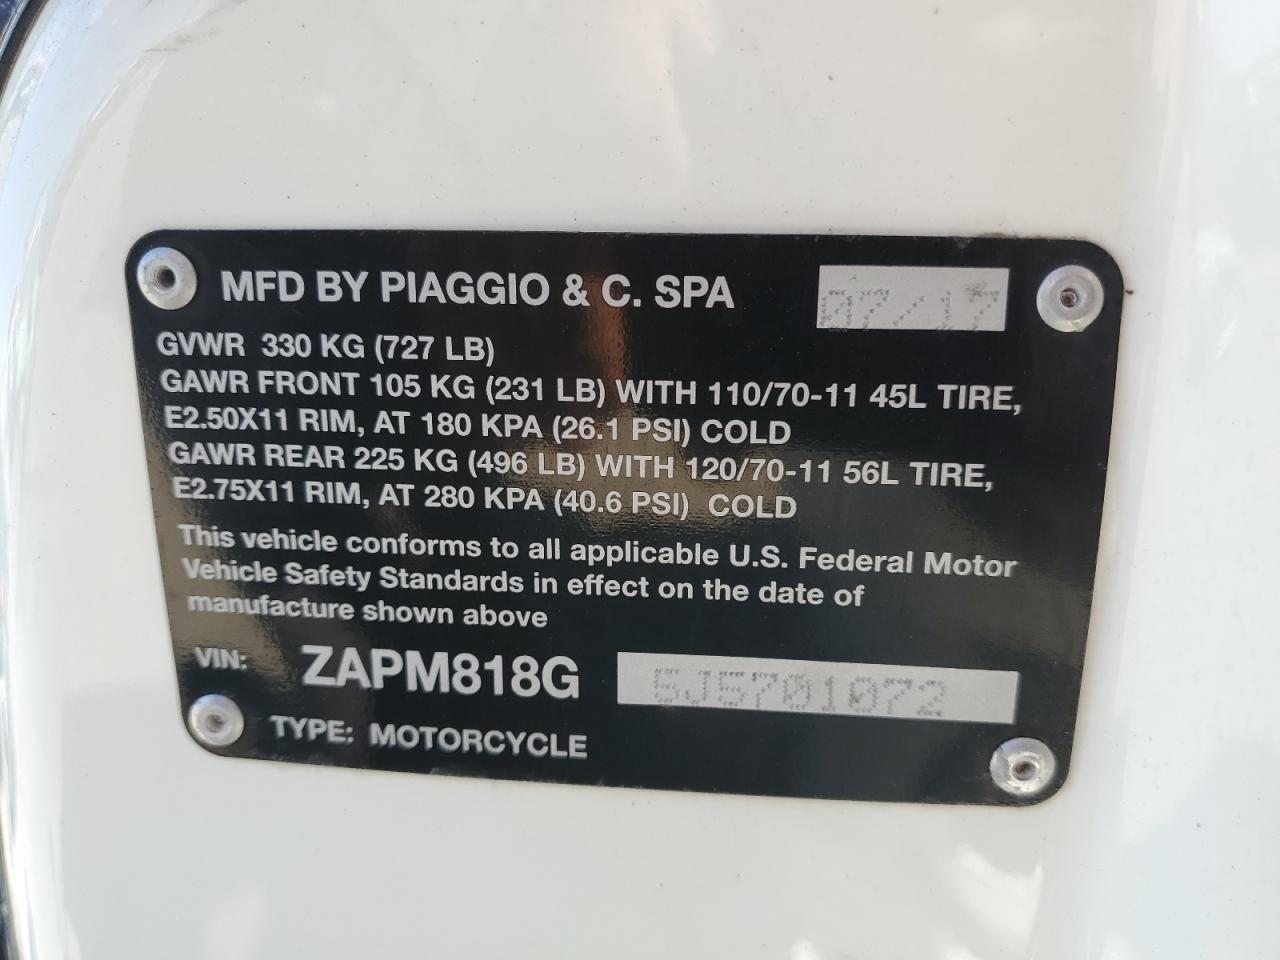 MFD BY PIAGGIO & C. SPA 07/17
GVWR 330 KG (727 LB)
GAWR FRONT 105 KG (231 LB) WITH 110/70-11 45L TIRE,
E2.50X11 RIM, AT 180 KPA (26.1 PSI) COLD
GAWR REAR 225 KG (496 LB) WITH 120/70-11 56L TIRE,
E2.75X11 RIM, AT 280 KPA (40.6 PSI) COLD
This vehicle conforms to all applicable U.S. Federal Motor
Vehicle Safety Standards in effect on the date of
manufacture shown above
VIN: ZAPM818G 5J5701072
TYPE: MOTORCYCLE